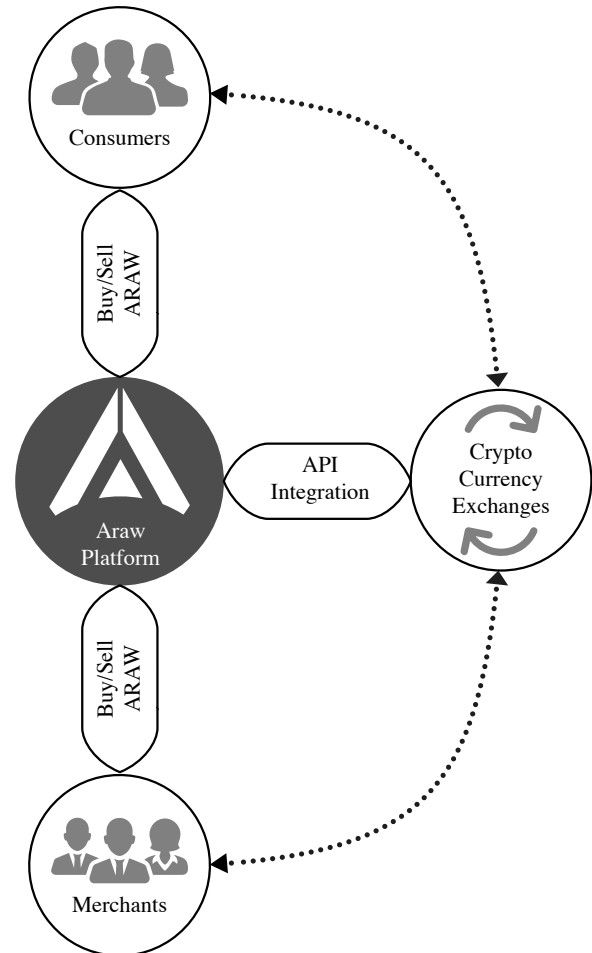 Consumers
Buy/Sell
ARAW
API
Integration
Crypto
Currency
Exchanges
Araw
Platform
Buy/Sell
ARAW
Merchants